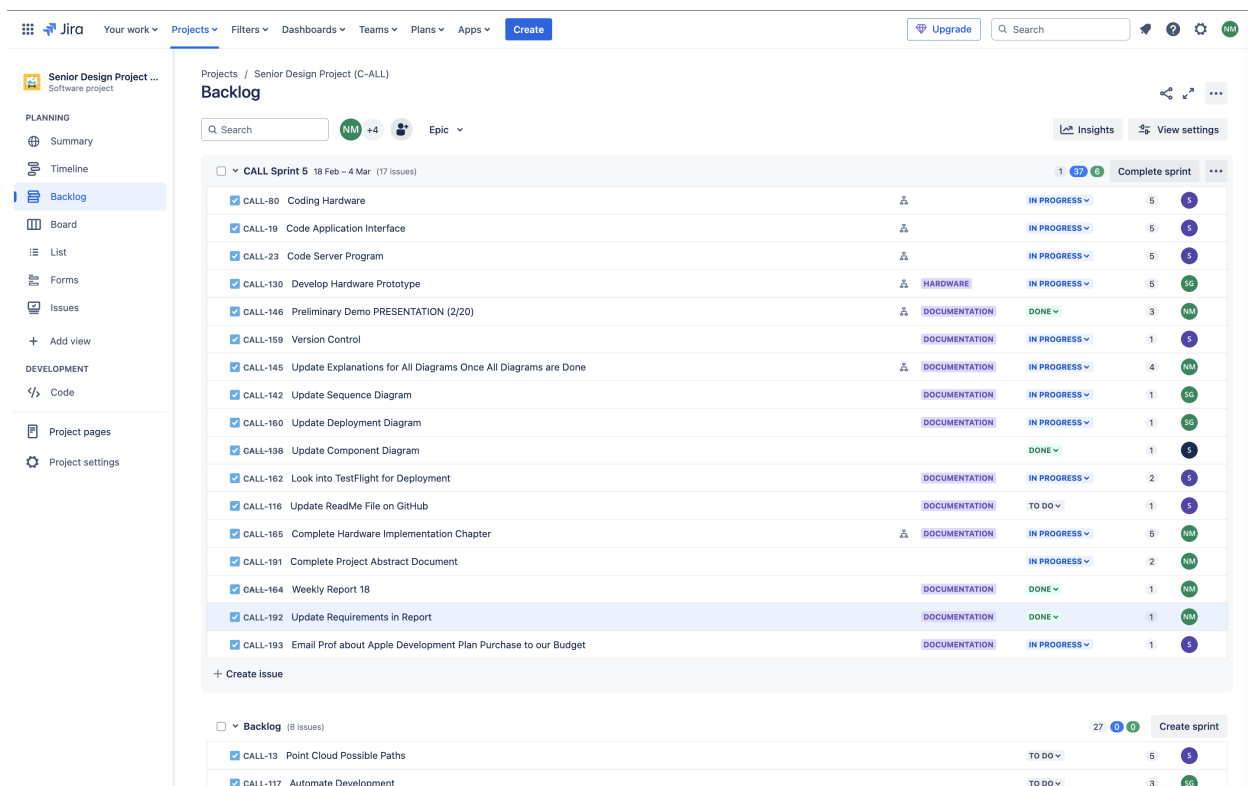 Jira Your work Projects Filters Dashboards Teams Plans Apps Create Upgrade Search NM
Senior Design Project ...
Software project
PLANNING
Summary
Timeline
Backlog
Board
List
Forms
Issues
Add view
DEVELOPMENT
Code
Project pages
Project settings
Projects / Senior Design Project (C-ALL)
Backlog
Search NM +4 Epic Insights View settings
CALL Sprint 5 18 Feb – 4 Mar (17 issues) 1 37 6 Complete sprint
CALL-80 Coding Hardware IN PROGRESS 5 S
CALL-19 Code Application Interface IN PROGRESS 5 S
CALL-23 Code Server Program IN PROGRESS 5 S
CALL-130 Develop Hardware Prototype HARDWARE IN PROGRESS 5 SG
CALL-146 Preliminary Demo PRESENTATION (2/20) DOCUMENTATION DONE 3 NM
CALL-159 Version Control DOCUMENTATION IN PROGRESS 1 S
CALL-145 Update Explanations for All Diagrams Once All Diagrams are Done DOCUMENTATION IN PROGRESS 4 NM
CALL-142 Update Sequence Diagram DOCUMENTATION IN PROGRESS 1 SG
CALL-160 Update Deployment Diagram DOCUMENTATION IN PROGRESS 1 SG
CALL-138 Update Component Diagram DONE 1 S
CALL-162 Look into TestFlight for Deployment DOCUMENTATION IN PROGRESS 2 S
CALL-116 Update ReadMe File on GitHub DOCUMENTATION TO DO 1 S
CALL-165 Complete Hardware Implementation Chapter DOCUMENTATION IN PROGRESS 5 NM
CALL-191 Complete Project Abstract Document IN PROGRESS 2 NM
CALL-164 Weekly Report 18 DOCUMENTATION DONE 1 NM
CALL-192 Update Requirements in Report DOCUMENTATION DONE 1 NM
CALL-193 Email Prof about Apple Development Plan Purchase to our Budget DOCUMENTATION IN PROGRESS 1 S
+ Create issue
Backlog (8 issues) 27 0 0 Create sprint
CALL-13 Point Cloud Possible Paths TO DO 5 S
CALL-117 Automate Development TO DO 3 SG